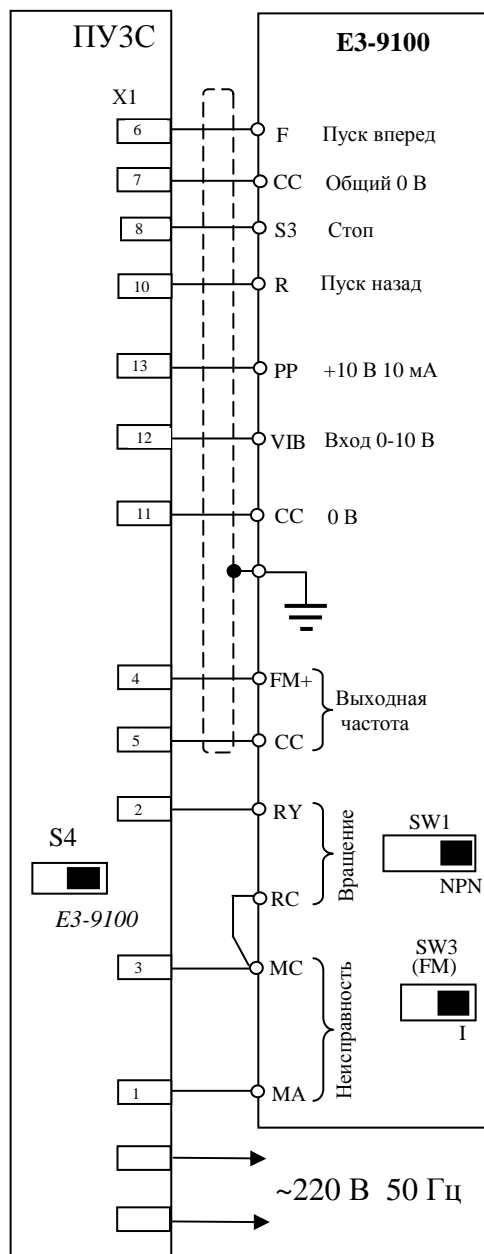 ПУ3С
E3-9100
X1
6 F Пуск вперед
7 CC Общий 0 В
8 S3 Стоп
10 R Пуск назад
13 PP +10 В 10 мА
12 VIB Вход 0-10 В
11 CC 0 В
4 FM+
Выходная
частота
5 CC
2 RY
Вращение
RC
S4
E3-9100
SW1
NPN
3 MC
Неисправность
SW3
(FM)
I
1 MA
~220 В 50 Гц